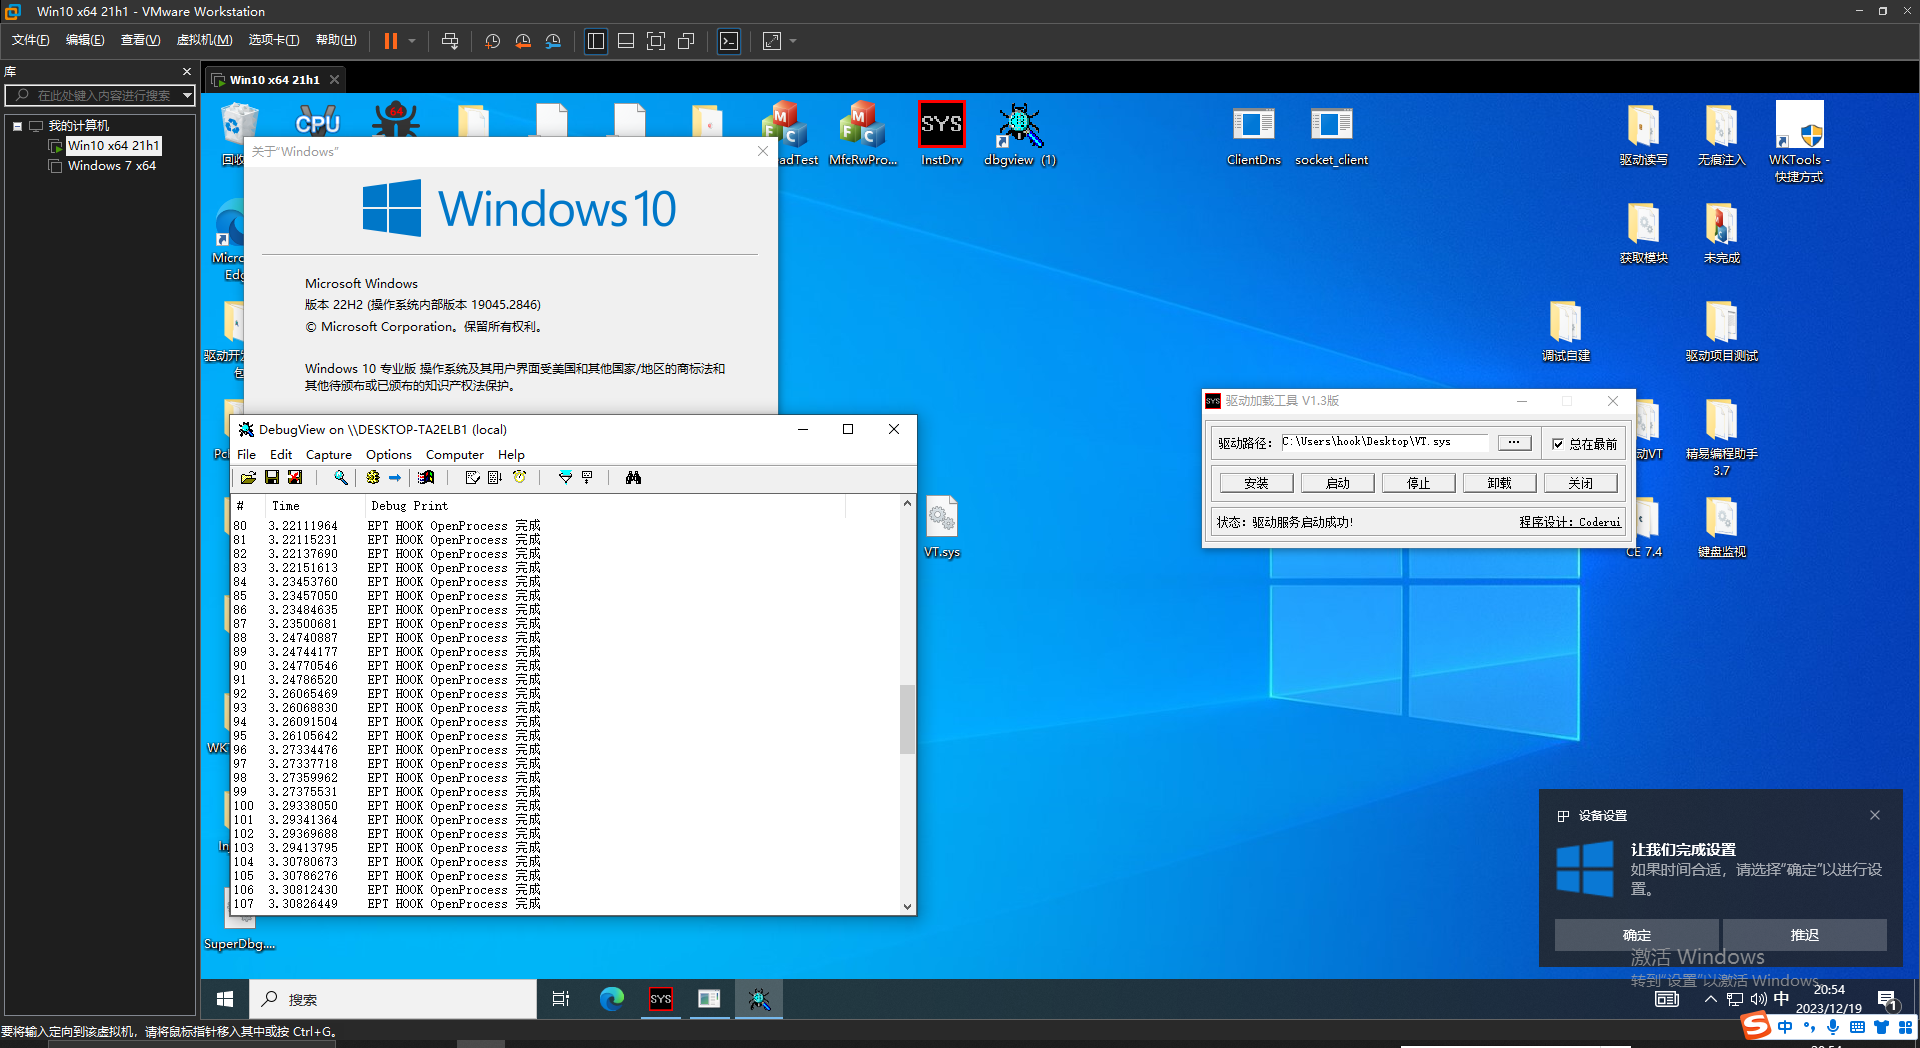 Win10 x64 21h1 - VMware Workstation
文件(F) 编辑(E) 查看(V) 虚拟机(M) 选项卡(T) 帮助(H)
库
在此处键入内容进行搜索
我的计算机
Win10 x64 21h1
Windows 7 x64
Win10 x64 21h1
CPU
64
SYS
InstDrv
dbgview (1)
ClientDns
socket_client
MfcRwPro...
驱动读写
无痕注入
WKTools -
快捷方式
获取模块
未完成
调试自建
驱动项目测试
精易编程助手
3.7
CE 7.4
键盘监视
VT.sys
SuperDbg....
关于"Windows"
Windows 10
Microsoft Windows
版本 22H2 (操作系统内部版本 19045.2846)
© Microsoft Corporation。保留所有权利。
Windows 10 专业版 操作系统及其用户界面受美国和其他国家/地区的商标法和
其他待颁布或已颁布的知识产权法保护。
DebugView on \\DESKTOP-TA2ELB1 (local)
File Edit Capture Options Computer Help
# Time Debug Print
80 3.22111964 EPT HOOK OpenProcess 完成
81 3.22115231 EPT HOOK OpenProcess 完成
82 3.22137690 EPT HOOK OpenProcess 完成
83 3.22151613 EPT HOOK OpenProcess 完成
84 3.23453760 EPT HOOK OpenProcess 完成
85 3.23457050 EPT HOOK OpenProcess 完成
86 3.23484635 EPT HOOK OpenProcess 完成
87 3.23500681 EPT HOOK OpenProcess 完成
88 3.24740887 EPT HOOK OpenProcess 完成
89 3.24744177 EPT HOOK OpenProcess 完成
90 3.24770546 EPT HOOK OpenProcess 完成
91 3.24786520 EPT HOOK OpenProcess 完成
92 3.26065469 EPT HOOK OpenProcess 完成
93 3.26068830 EPT HOOK OpenProcess 完成
94 3.26091504 EPT HOOK OpenProcess 完成
95 3.26105642 EPT HOOK OpenProcess 完成
96 3.27334476 EPT HOOK OpenProcess 完成
97 3.27337718 EPT HOOK OpenProcess 完成
98 3.27359962 EPT HOOK OpenProcess 完成
99 3.27375531 EPT HOOK OpenProcess 完成
100 3.29338050 EPT HOOK OpenProcess 完成
101 3.29341364 EPT HOOK OpenProcess 完成
102 3.29369688 EPT HOOK OpenProcess 完成
103 3.29413795 EPT HOOK OpenProcess 完成
104 3.30780673 EPT HOOK OpenProcess 完成
105 3.30786276 EPT HOOK OpenProcess 完成
106 3.30812430 EPT HOOK OpenProcess 完成
107 3.30826449 EPT HOOK OpenProcess 完成
驱动加载工具 V1.3版
驱动路径: C:\Users\hook\Desktop\VT.sys ... 总在最前
安装 启动 停止 卸载 关闭
状态: 驱动服务启动成功! 程序设计: Coderui
设备设置
让我们完成设置
如果时间合适，请选择"确定"以进行设
置。
确定 推迟
激活 Windows
转到"设置"以激活 Windows。
搜索
SYS
中
20:54
2023/12/19
1
要将输入定向到该虚拟机，请将鼠标指针移入其中或按 Ctrl+G。
中